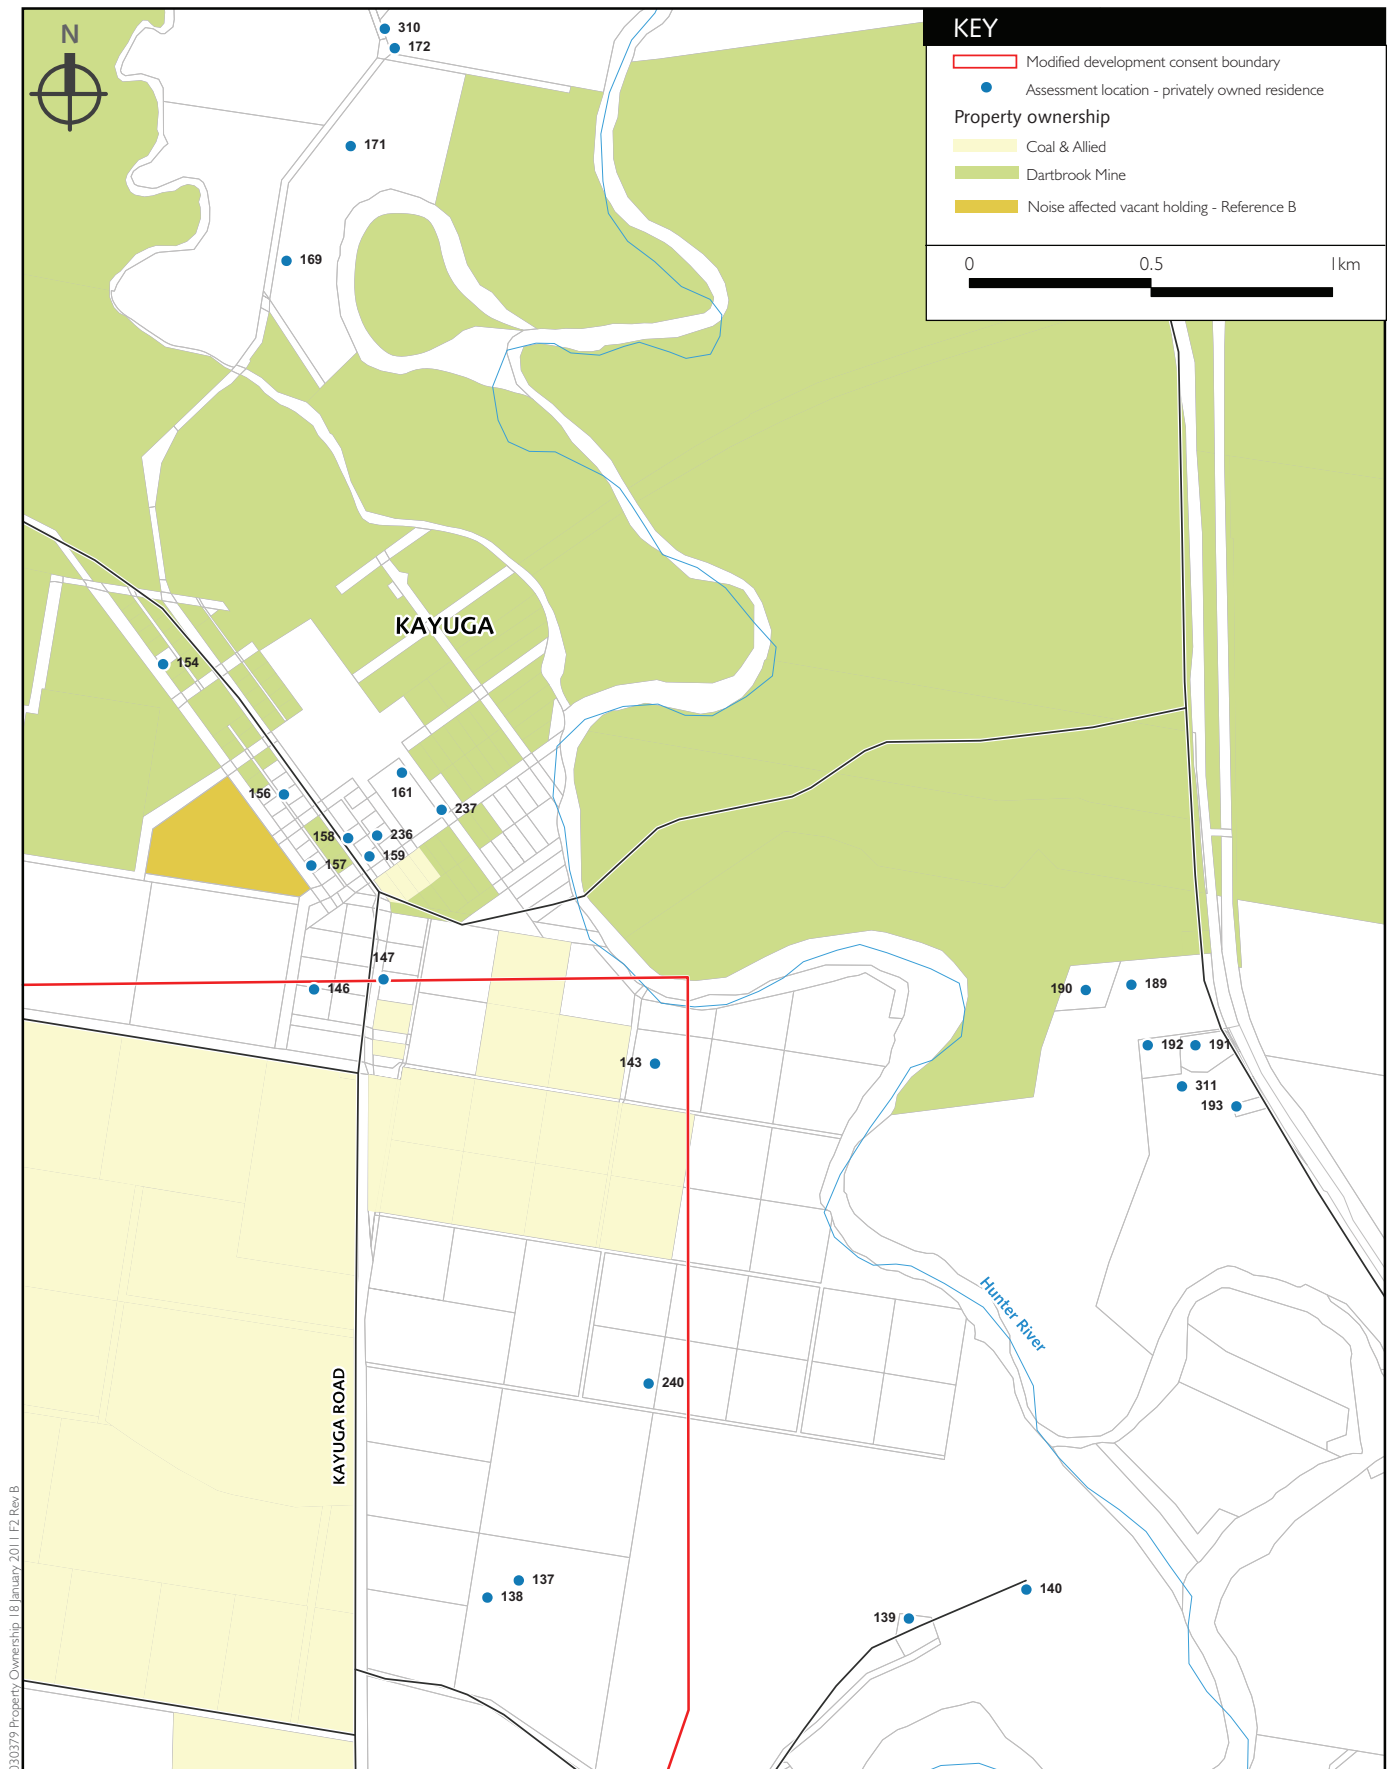 N
310
172
KEY
Modified development consent boundary
Assessment location - privately owned residence
Property ownership
Coal & Allied
Dartbrook Mine
Noise affected vacant holding - Reference B
0 0.5 1km
171
169
KAYUGA
154
156
161
237
158
236
159
157
147
146
190
189
143
192
191
311
193
Hunter River
240
KAYUGA ROAD
137
138
140
139
030379 Property Ownership 18 January 2011 F2 Rev B